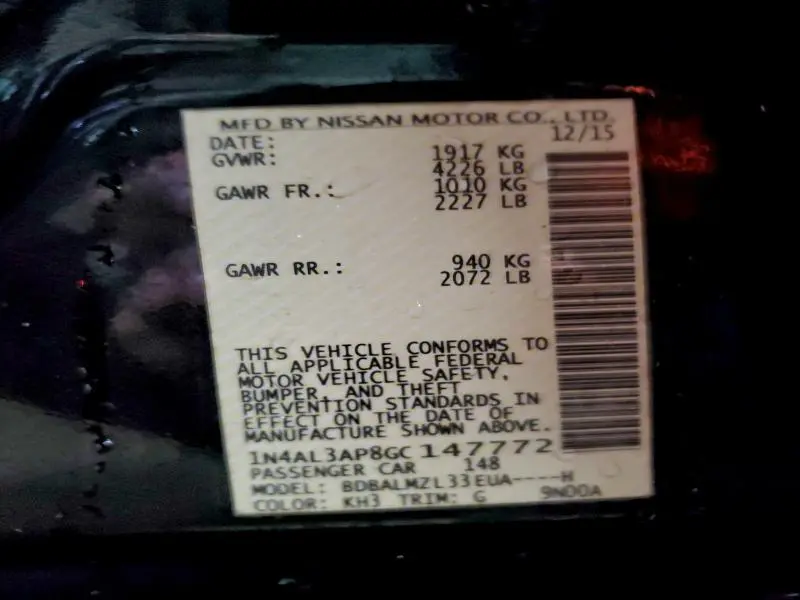 MFD BY NISSAN MOTOR CO., LTD.
DATE: 12/15
GVWR: 1917 KG
4226 LB
GAWR FR.: 1010 KG
2227 LB
GAWR RR.: 940 KG
2072 LB
THIS VEHICLE CONFORMS TO
ALL APPLICABLE FEDERAL
MOTOR VEHICLE SAFETY,
BUMPER, AND THEFT
PREVENTION STANDARDS IN
EFFECT ON THE DATE OF
MANUFACTURE SHOWN ABOVE.
1N4AL3AP8GC147772
PASSENGER CAR 148
MODEL: BDBALMZL33EUA----H
COLOR: KH3 TRIM: G 9N00A